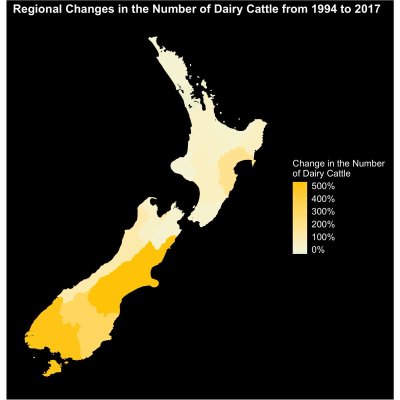 Regional Changes in the Number of Dairy Cattle from 1994 to 2017
Change in the Number
of Dairy Cattle
500%
400%
300%
200%
100%
0%